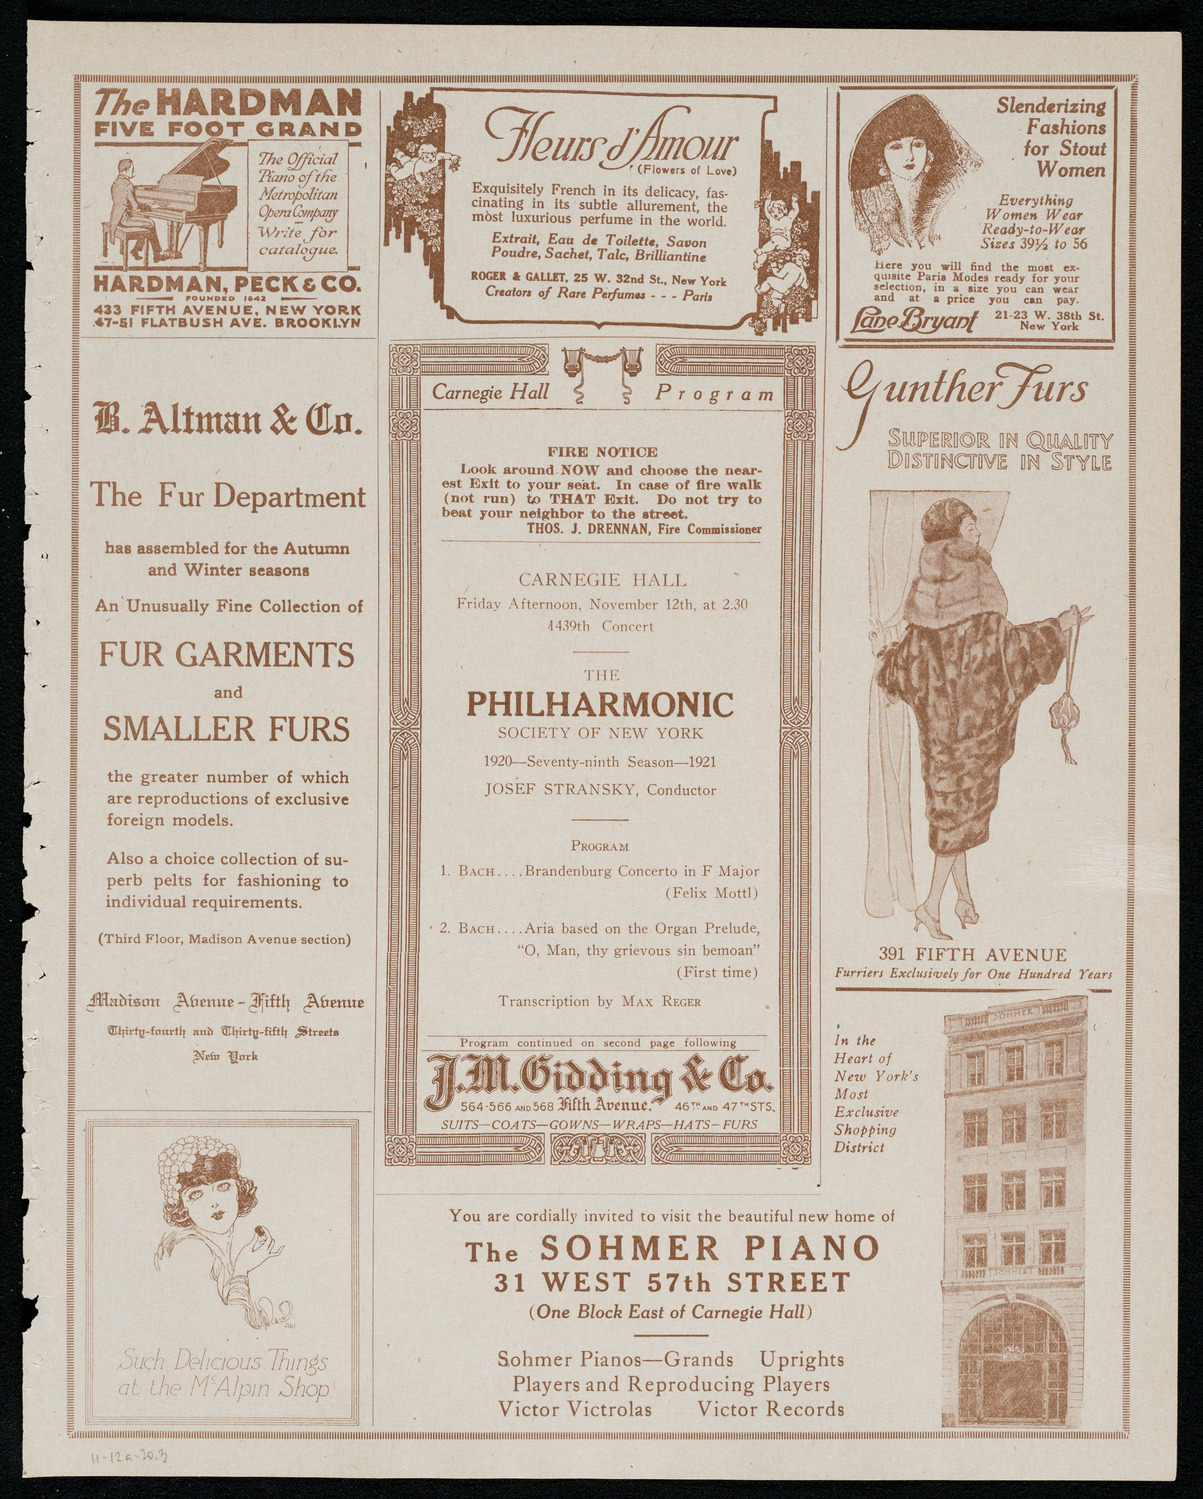 The HARDMAN
FIVE FOOT GRAND
The Official
Piano of the
Metropolitan
Opera Company
Write for
catalogue.
HARDMAN, PECK & CO.
FOUNDED 1842
433 FIFTH AVENUE, NEW YORK
47-51 FLATBUSH AVE. BROOKLYN
B. Altman & Co.
The Fur Department
has assembled for the Autumn
and Winter seasons
An Unusually Fine Collection of
FUR GARMENTS
and
SMALLER FURS
the greater number of which
are reproductions of exclusive
foreign models.
Also a choice collection of su-
perb pelts for fashioning to
individual requirements.
(Third Floor, Madison Avenue section)
Madison Avenue - Fifth Avenue
Thirty-fourth and Thirty-fifth Streets
New York
Such Delicious Things
at the McAlpin Shop
Fleurs d'Amour
(Flowers of Love)
Exquisitely French in its delicacy, fas-
cinating in its subtle allurement, the
most luxurious perfume in the world.
Extrait, Eau de Toilette, Savon
Poudre, Sachet, Talc, Brilliantine
ROGER & GALLET, 25 W. 32nd St., New York
Creators of Rare Perfumes - - - Paris
Carnegie Hall Program
FIRE NOTICE
Look around NOW and choose the near-
est Exit to your seat. In case of fire walk
(not run) to THAT Exit. Do not try to
beat your neighbor to the street.
THOS. J. DRENNAN, Fire Commissioner
CARNEGIE HALL
Friday Afternoon, November 12th, at 2.30
1439th Concert
THE
PHILHARMONIC
SOCIETY OF NEW YORK
1920—Seventy-ninth Season—1921
JOSEF STRANSKY, Conductor
PROGRAM
1. BACH....Brandenburg Concerto in F Major
(Felix Mottl)
2. BACH....Aria based on the Organ Prelude,
"O, Man, thy grievous sin bemoan"
(First time)
Transcription by MAX REGER
Program continued on second page following
J.M. Gidding & Co.
564-566 AND 568 Fifth Avenue. 46TH AND 47TH STS.
SUITS—COATS—GOWNS—WRAPS—HATS—FURS
You are cordially invited to visit the beautiful new home of
The SOHMER PIANO
31 WEST 57th STREET
(One Block East of Carnegie Hall)
Sohmer Pianos—Grands Uprights
Players and Reproducing Players
Victor Victrolas Victor Records
Slenderizing
Fashions
for Stout
Women
Everything
Women Wear
Ready-to-Wear
Sizes 39½ to 56
Here you will find the most ex-
quisite Paris Modes ready for your
selection, in a size you can wear
and at a price you can pay.
Lane Bryant 21-23 W. 38th St.
New York
Gunther Furs
SUPERIOR IN QUALITY
DISTINCTIVE IN STYLE
391 FIFTH AVENUE
Furriers Exclusively for One Hundred Years
In the
Heart of
New York's
Most
Exclusive
Shopping
District
SOHMER
SOHMER
11-12a-20.3